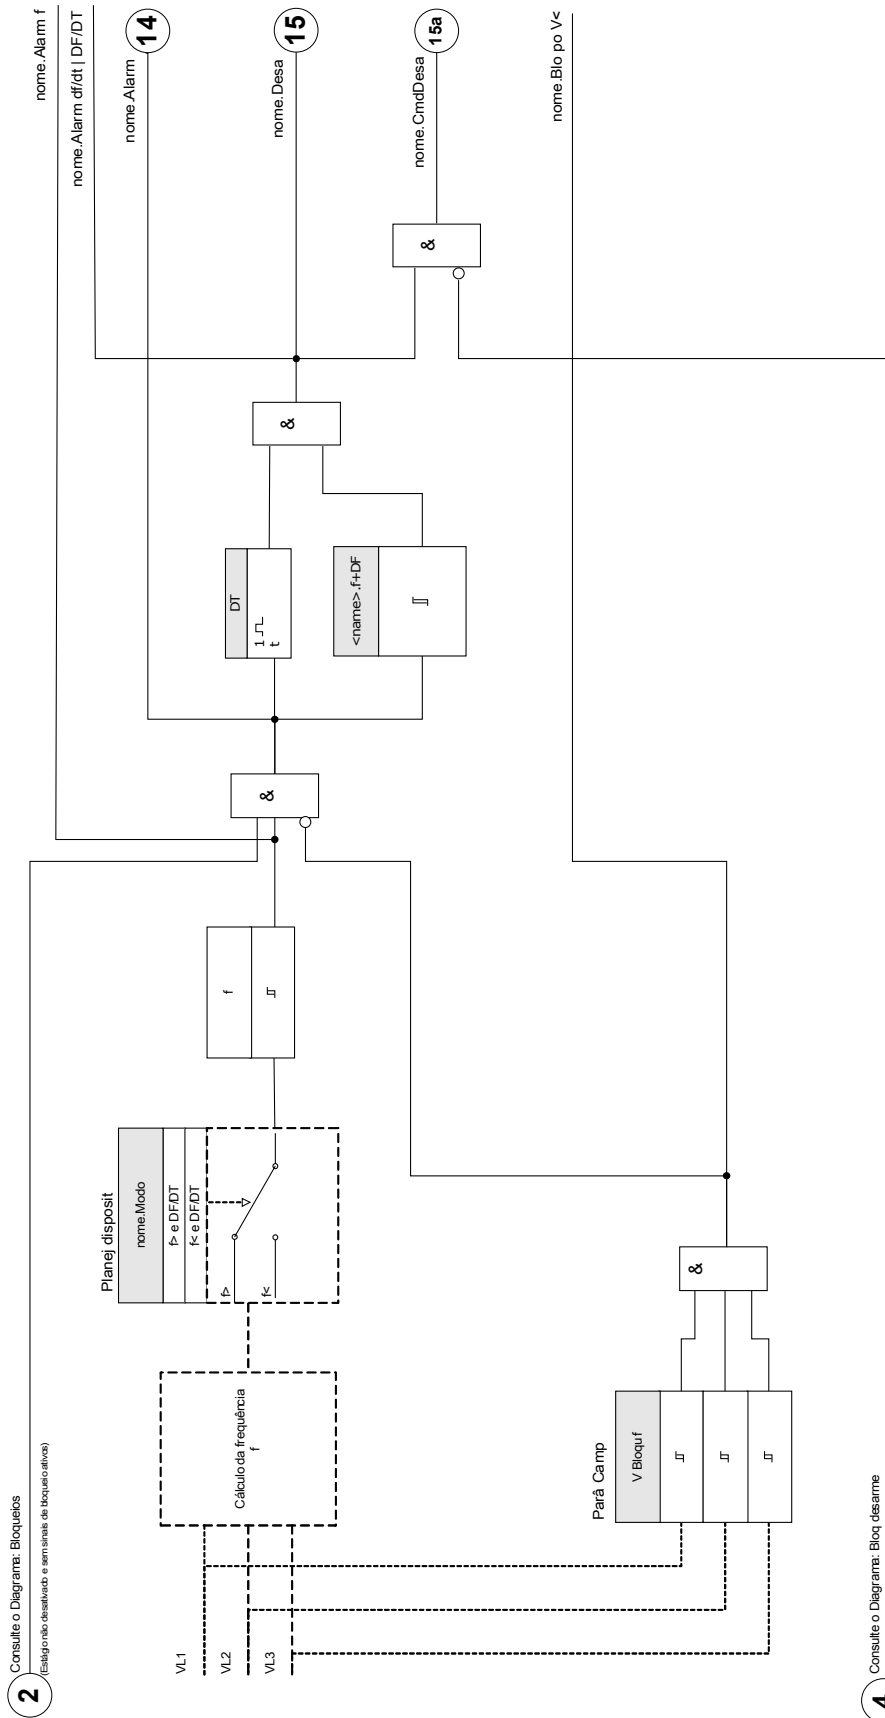 2
Consulte o Diagrama: Bloqueios
(Estágio não desativado e sem sinais de bloqueio ativos)
VL1
VL2
VL3
Cálculo da frequência
f
Planej disposit
nome.Modo
f> e DF/DT
f< e DF/DT
f>
f<
f
&
DT
1
t
<name>.f+DF
&
&
nome.Alarm f
nome.Alarm df/dt | DF/DT
nome.Alarm
14
nome.Desa
15
nome.CmdDesa
15a
nome.Blo po V<
Parâ Camp
V Bloqu f
&
4
Consulte o Diagrama: Bloq desarme